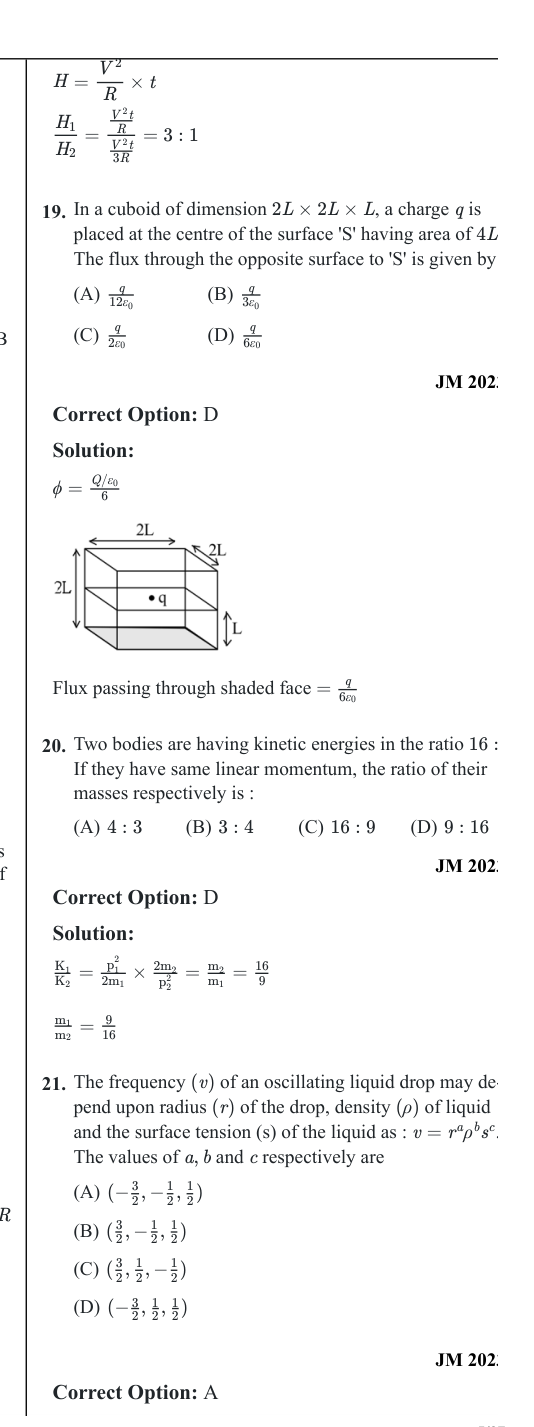 H = V²/R × t
H₁/H₂ = (V²t/R)/(V²t/3R) = 3 : 1
19. In a cuboid of dimension 2L × 2L × L, a charge q is
placed at the centre of the surface 'S' having area of 4L
The flux through the opposite surface to 'S' is given by
(A) q/12ε₀ (B) q/3ε₀
(C) q/2ε₀ (D) q/6ε₀
JM 202
Correct Option: D
Solution:
ϕ = (Q/ε₀)/6
2L
2L
2L
q
L
Flux passing through shaded face = q/6ε₀
20. Two bodies are having kinetic energies in the ratio 16 :
If they have same linear momentum, the ratio of their
masses respectively is :
(A) 4 : 3 (B) 3 : 4 (C) 16 : 9 (D) 9 : 16
JM 202
Correct Option: D
Solution:
K₁/K₂ = p₁²/2m₁ × 2m₂/p₂² = m₂/m₁ = 16/9
m₁/m₂ = 9/16
21. The frequency (v) of an oscillating liquid drop may de-
pend upon radius (r) of the drop, density (ρ) of liquid
and the surface tension (s) of the liquid as : v = rᵃρᵇsᶜ.
The values of a, b and c respectively are
(A) (−3/2, −1/2, 1/2)
(B) (3/2, −1/2, 1/2)
(C) (3/2, 1/2, −1/2)
(D) (−3/2, 1/2, 1/2)
JM 202
Correct Option: A
B
s
f
R